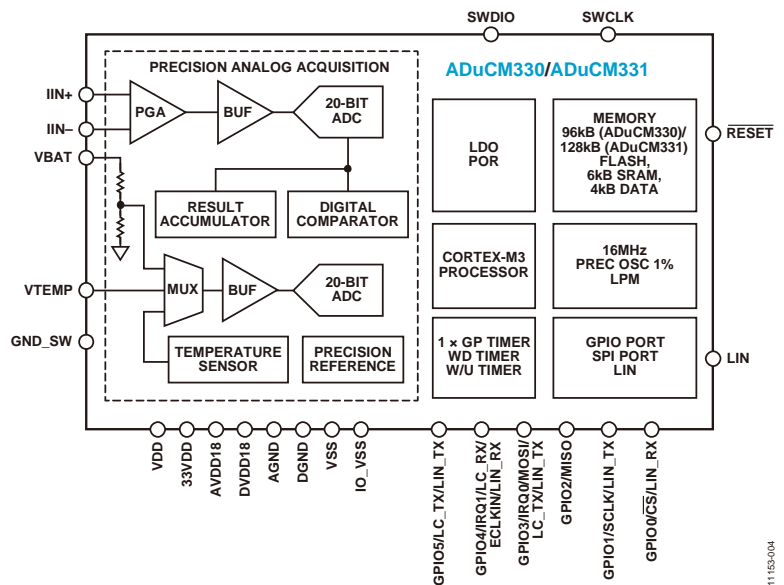 SWDIO
SWCLK
PRECISION ANALOG ACQUISITION
ADuCM330/ADuCM331
IIN+
IIN–
VBAT
PGA
BUF
20-BIT
ADC
LDO
POR
MEMORY
96kB (ADuCM330)/
128kB (ADuCM331)
FLASH,
6kB SRAM,
4kB DATA
RESET
RESULT
ACCUMULATOR
DIGITAL
COMPARATOR
CORTEX-M3
PROCESSOR
16MHz
PREC OSC 1%
LPM
VTEMP
MUX
BUF
20-BIT
ADC
GND_SW
TEMPERATURE
SENSOR
PRECISION
REFERENCE
1 × GP TIMER
WD TIMER
W/U TIMER
GPIO PORT
SPI PORT
LIN
LIN
VDD
33VDD
AVDD18
DVDD18
AGND
DGND
VSS
IO_VSS
GPIO5/LC_TX/LIN_TX
GPIO4/IRQ1/LC_RX/
ECLKIN/LIN_RX
GPIO3/IRQ0/MOSI/
LC_TX/LIN_TX
GPIO2/MISO
GPIO1/SCLK/LIN_TX
GPIO0/CS/LIN_RX
11153-004